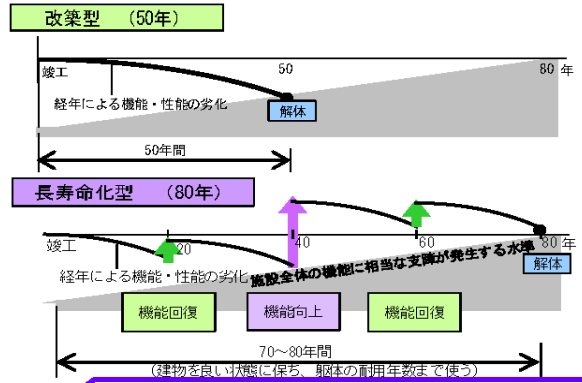 改築型　（50年）
竣工
50
80 年
経年による機能・性能の劣化
解体
50年間
長寿命化型　（80年）
竣工
20
40
60
80 年
経年による機能・性能の劣化
施設全体の機能に相当な支障が発生する水準
解体
機能回復
機能向上
機能回復
70～80年間
（建物を良い状態に保ち、躯体の耐用年数まで使う）